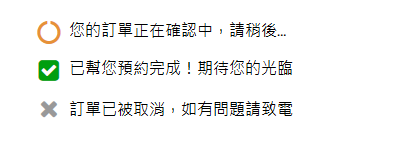 您的訂單正在確認中，請稍後...
已幫您預約完成！期待您的光臨
訂單已被取消，如有問題請致電